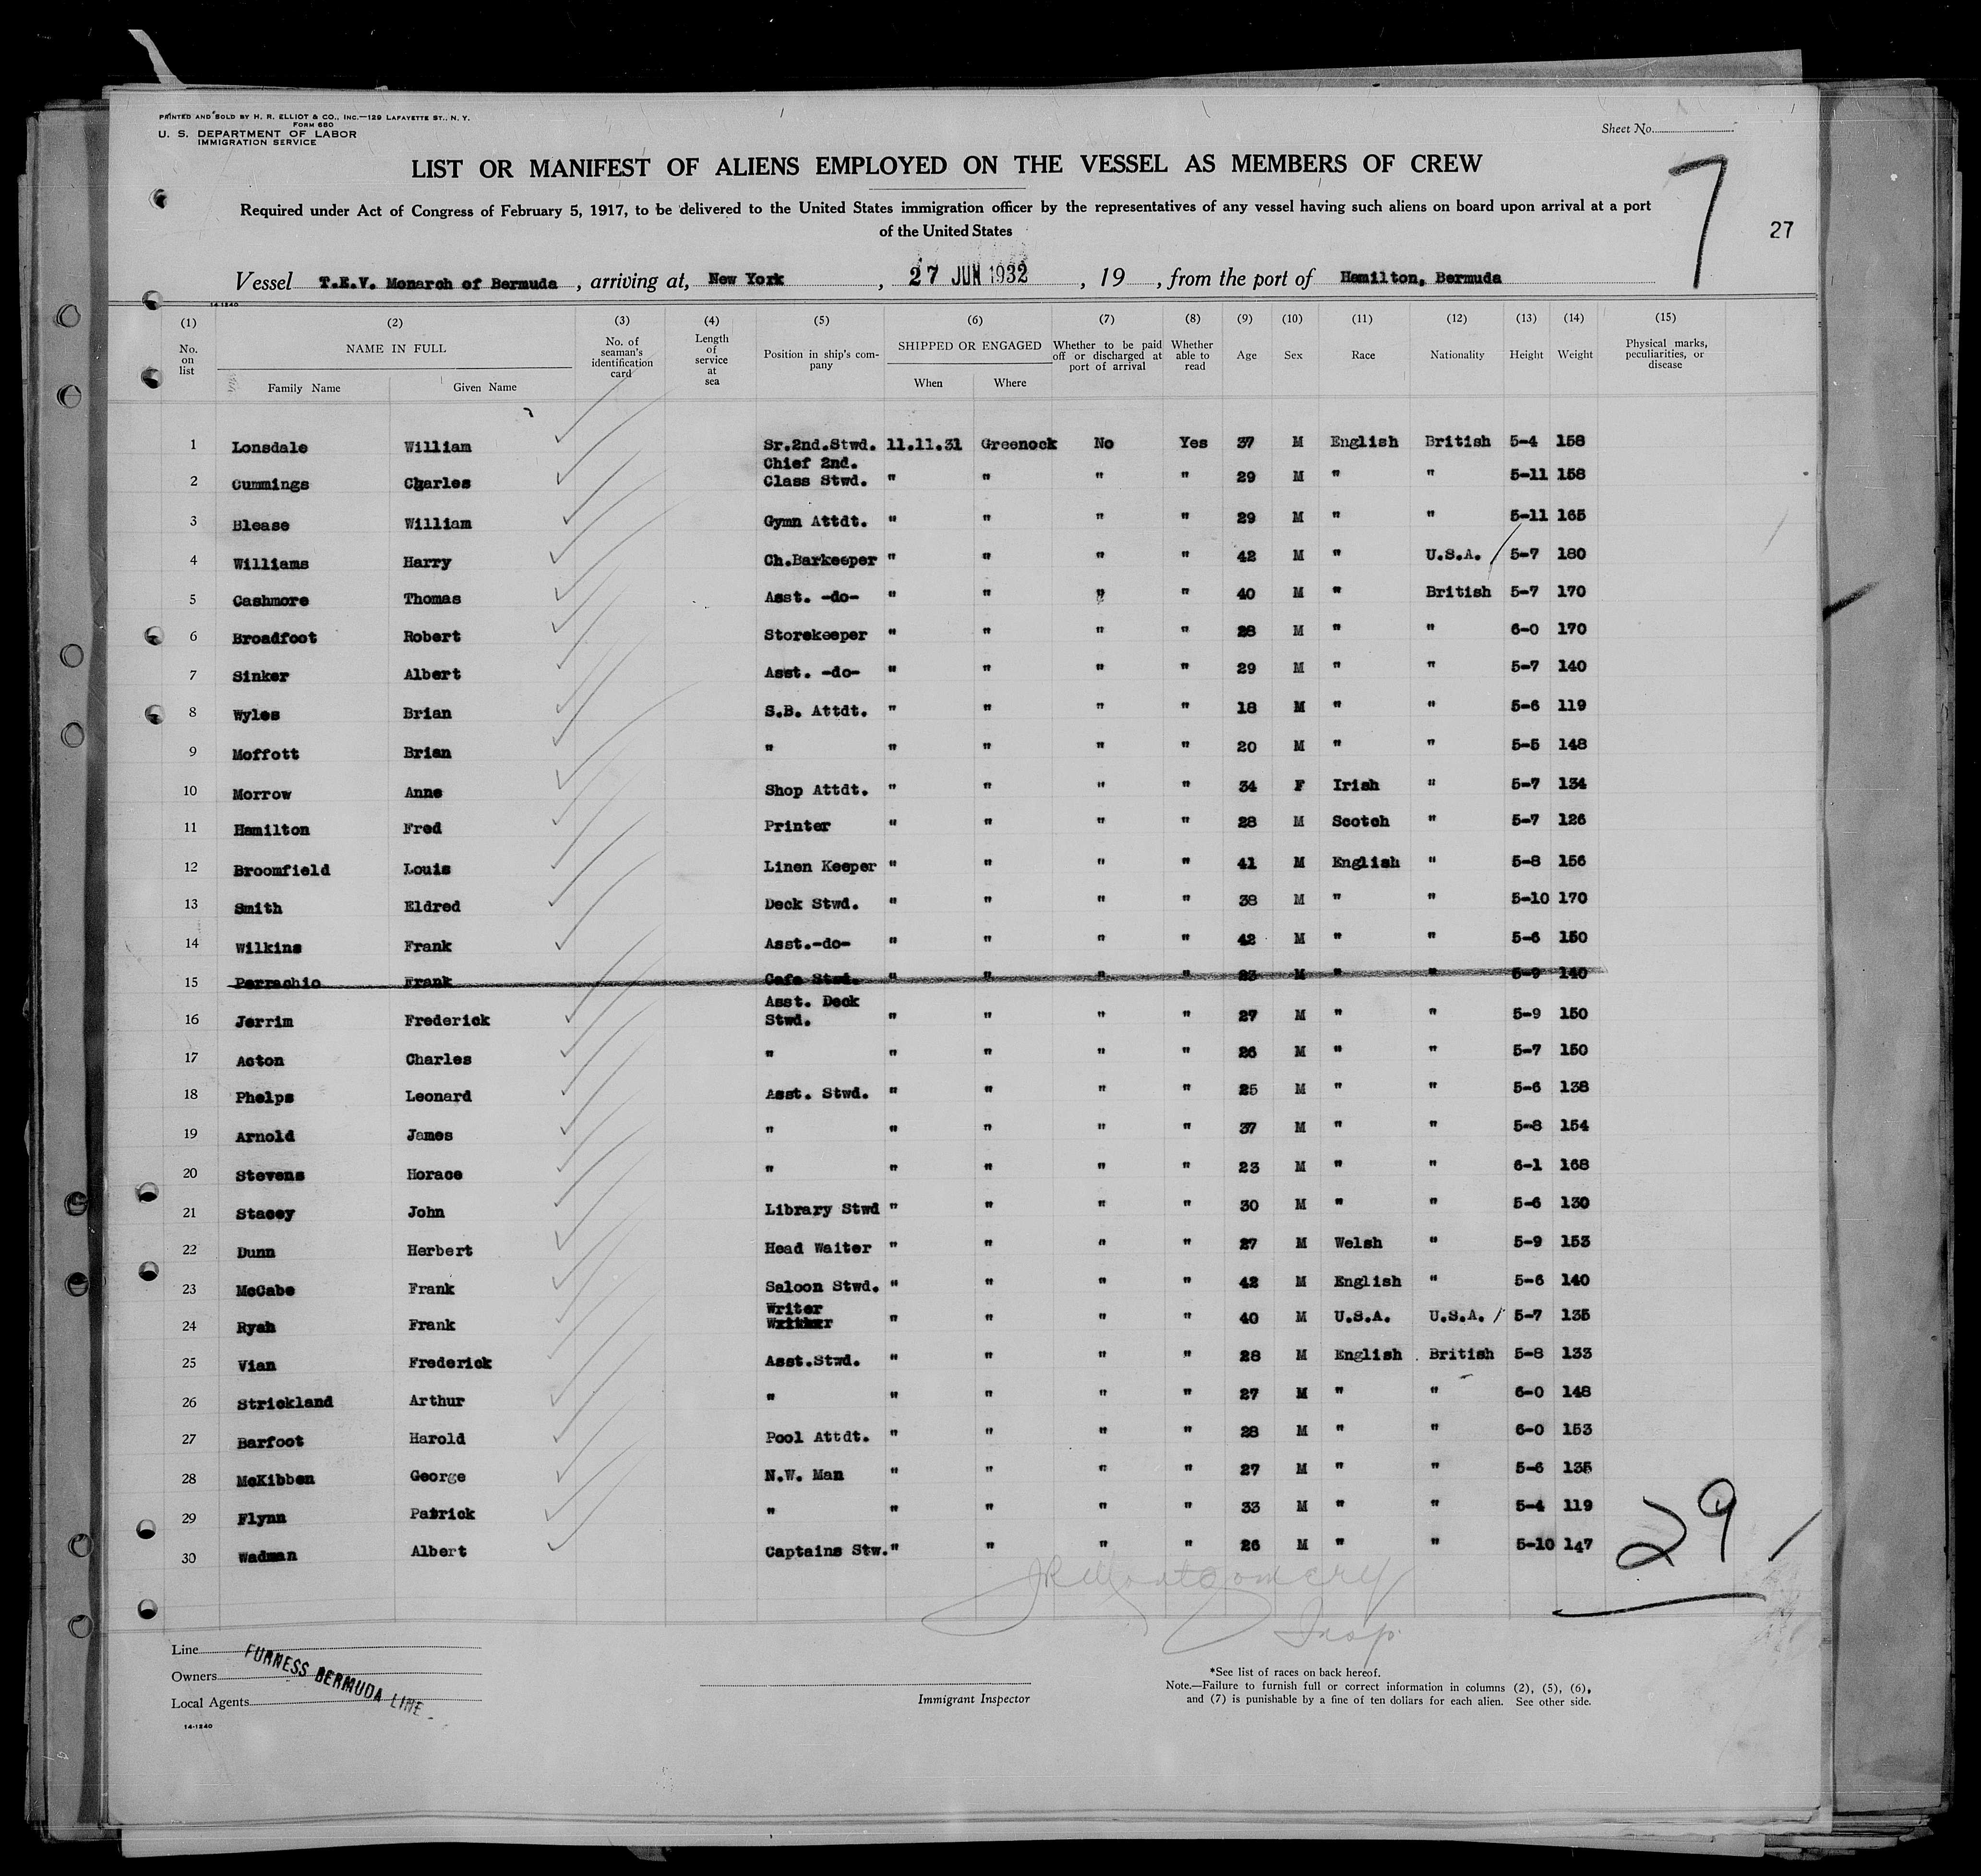 PRINTED AND SOLD BY H. R. ELLIOT & CO., INC.—129 LAFAYETTE ST., N. Y.
FORM 680
U. S. DEPARTMENT OF LABOR
IMMIGRATION SERVICE
Sheet No.
LIST OR MANIFEST OF ALIENS EMPLOYED ON THE VESSEL AS MEMBERS OF CREW
7
Required under Act of Congress of February 5, 1917, to be delivered to the United States immigration officer by the representatives of any vessel having such aliens on board upon arrival at a port
of the United States
27
Vessel T.E.V. Monarch of Bermuda , arriving at, New York , 27 JUN 1932 , 19 , from the port of Hamilton, Bermuda
14-1240
(1) (2) (3) (4) (5) (6) (7) (8) (9) (10) (11) (12) (13) (14) (15)
No. on list NAME IN FULL Family Name Given Name No. of seaman's identification card Length of service at sea Position in ship's company SHIPPED OR ENGAGED When Where Whether to be paid off or discharged at port of arrival Whether able to read Age Sex Race Nationality Height Weight Physical marks, peculiarities, or disease
1 Lonsdale William Sr.2nd.Stwd. 11.11.31 Greenock No Yes 37 M English British 5-4 158
2 Cummings Charles Chief 2nd. Class Stwd. " " " " 29 M " " 5-11 158
3 Blease William Gymn Attdt. " " " " 29 M " " 5-11 165
4 Williams Harry Ch.Barkeeper " " " " 42 M " U.S.A. 5-7 180
5 Cashmore Thomas Asst. -do- " " " " 40 M " British 5-7 170
6 Broadfoot Robert Storekeeper " " " " 28 M " " 6-0 170
7 Sinker Albert Asst. -do- " " " " 29 M " " 5-7 140
8 Wyles Brian S.B. Attdt. " " " " 18 M " " 5-6 119
9 Moffott Brian " " " " " 20 M " " 5-5 148
10 Morrow Anne Shop Attdt. " " " " 34 F Irish " 5-7 134
11 Hamilton Fred Printer " " " " 28 M Scotch " 5-7 126
12 Broomfield Louis Linen Keeper " " " " 41 M English " 5-8 156
13 Smith Eldred Deck Stwd. " " " " 38 M " " 5-10 170
14 Wilkins Frank Asst.-do- " " " " 42 M " " 5-6 150
15 Perrachio Frank Cafe Stwd. " " " " 23 M " " 5-9 140
16 Jerrim Frederick Asst. Deck Stwd. " " " " 27 M " " 5-9 150
17 Acton Charles " " " " " 26 M " " 5-7 150
18 Phelps Leonard Asst. Stwd. " " " " 25 M " " 5-6 138
19 Arnold James " " " " " 37 M " " 5-8 154
20 Stevens Horace " " " " " 23 M " " 6-1 168
21 Stacey John Library Stwd " " " " 30 M " " 5-6 130
22 Dunn Herbert Head Waiter " " " " 27 M Welsh " 5-9 153
23 McCabe Frank Saloon Stwd. " " " " 42 M English " 5-6 140
24 Ryan Frank Writer " " " " 40 M U.S.A. U.S.A. 5-7 135
25 Vian Frederick Asst.Stwd. " " " " 28 M English British 5-8 133
26 Strickland Arthur " " " " " 27 M " " 6-0 148
27 Barfoot Harold Pool Attdt. " " " " 28 M " " 6-0 153
28 McKibben George N.W. Man " " " " 27 M " " 5-6 135
29 Flynn Patrick " " " " " 33 M " " 5-4 119
30 Wadman Albert Captains Stw. " " " " 26 M " " 5-10 147
29
JR Montgomery
Insp.
Line
Owners
Local Agents
FURNESS BERMUDA LINE
14-1240
Immigrant Inspector
*See list of races on back hereof.
Note.—Failure to furnish full or correct information in columns (2), (5), (6),
and (7) is punishable by a fine of ten dollars for each alien. See other side.